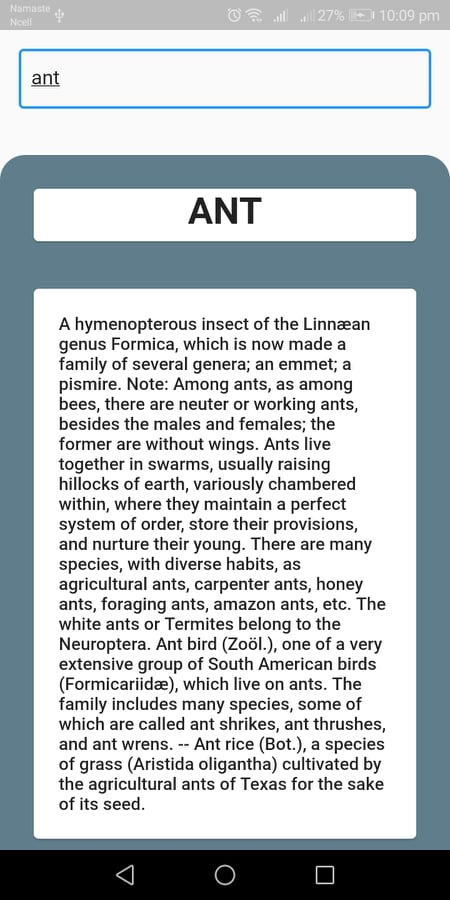 Namaste
Ncell
27% 10:09 pm
ant
ANT
A hymenopterous insect of the Linnæan
genus Formica, which is now made a
family of several genera; an emmet; a
pismire. Note: Among ants, as among
bees, there are neuter or working ants,
besides the males and females; the
former are without wings. Ants live
together in swarms, usually raising
hillocks of earth, variously chambered
within, where they maintain a perfect
system of order, store their provisions,
and nurture their young. There are many
species, with diverse habits, as
agricultural ants, carpenter ants, honey
ants, foraging ants, amazon ants, etc. The
white ants or Termites belong to the
Neuroptera. Ant bird (Zoöl.), one of a very
extensive group of South American birds
(Formicariidæ), which live on ants. The
family includes many species, some of
which are called ant shrikes, ant thrushes,
and ant wrens. -- Ant rice (Bot.), a species
of grass (Aristida oligantha) cultivated by
the agricultural ants of Texas for the sake
of its seed.